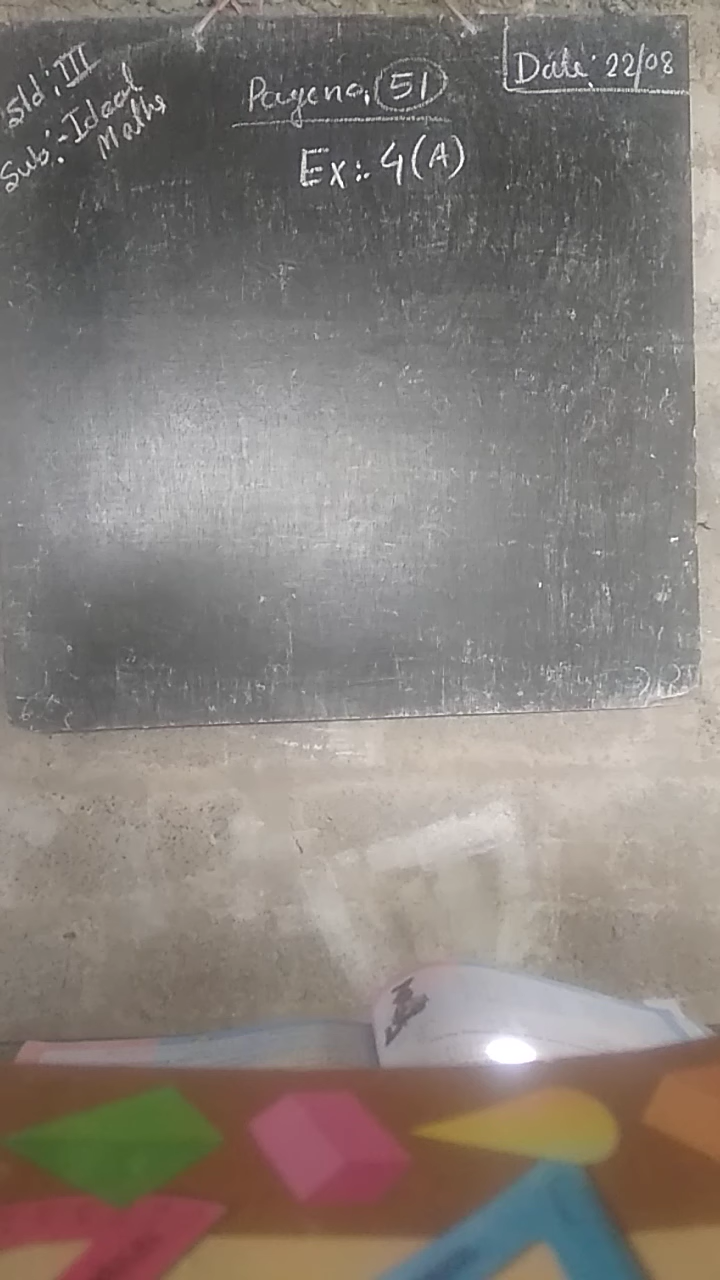 Std: III
Sub:- Ideal
Maths
Page no. 51
Date: 22/08
Ex:- 4(A)